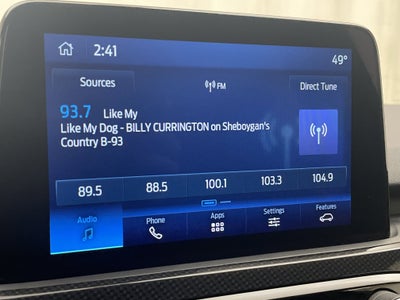 2:41
49°
Sources
FM
Direct Tune
93.7 Like My
Like My Dog - BILLY CURRINGTON on Sheboygan's
Country B-93
89.5 88.5 100.1 103.3 104.9
Audio Phone Apps Settings Features